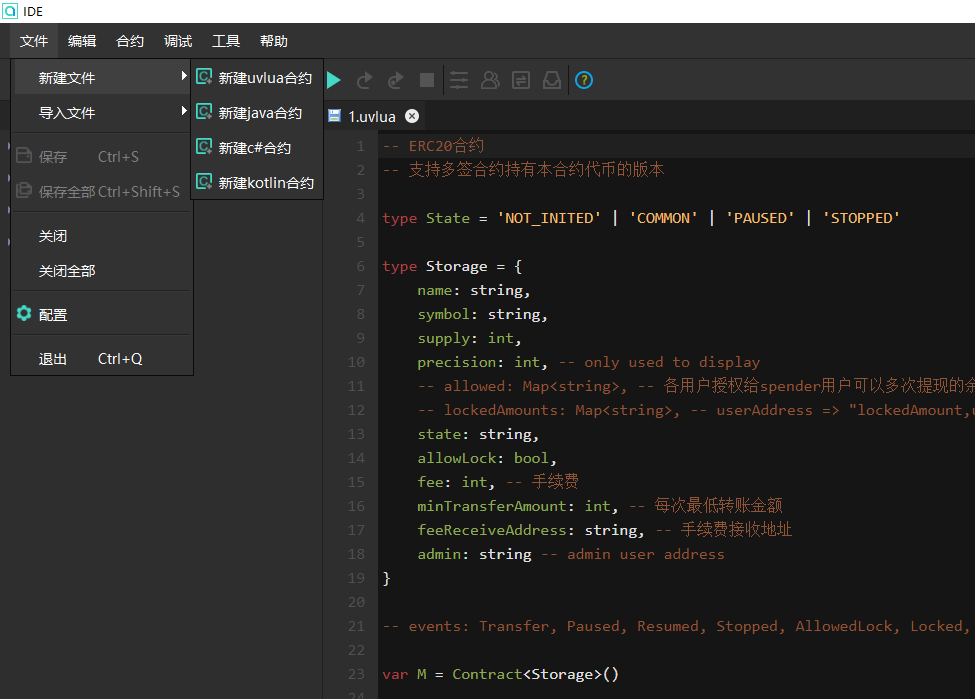 IDE
文件 编辑 合约 调试 工具 帮助
新建文件
导入文件
保存 Ctrl+S
保存全部 Ctrl+Shift+S
关闭
关闭全部
配置
退出 Ctrl+Q
新建uvlua合约
新建java合约
新建c#合约
新建kotlin合约
1.uvlua
1 -- ERC20合约
2 -- 支持多签合约持有本合约代币的版本
3
4 type State = 'NOT_INITED' | 'COMMON' | 'PAUSED' | 'STOPPED'
5
6 type Storage = {
7 name: string,
8 symbol: string,
9 supply: int,
10 precision: int, -- only used to display
11 -- allowed: Map<string>, -- 各用户授权给spender用户可以多次提现的
12 -- lockedAmounts: Map<string>, -- userAddress => "lockedAmount,
13 state: string,
14 allowLock: bool,
15 fee: int, -- 手续费
16 minTransferAmount: int, -- 每次最低转账金额
17 feeReceiveAddress: string, -- 手续费接收地址
18 admin: string -- admin user address
19 }
20
21 -- events: Transfer, Paused, Resumed, Stopped, AllowedLock, Locked,
22
23 var M = Contract<Storage>()
24